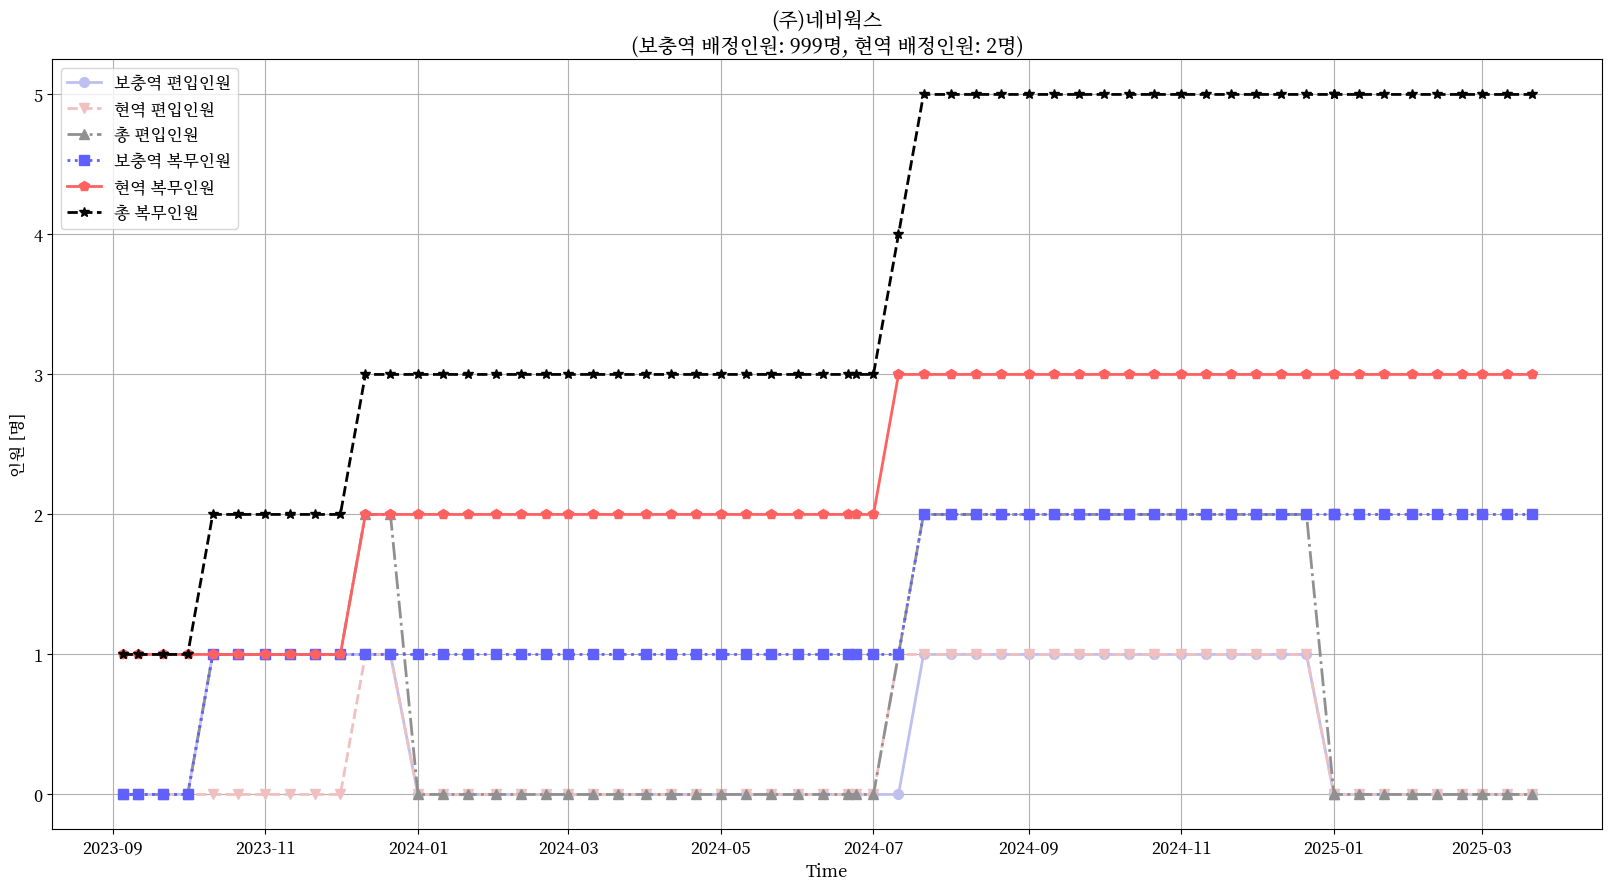 (주)네비웍스
(보충역 배정인원: 999명, 현역 배정인원: 2명)
보충역 편입인원
현역 편입인원
총 편입인원
보충역 복무인원
현역 복무인원
총 복무인원
인원 [명]
5
4
3
2
1
0
2023-09
2023-11
2024-01
2024-03
2024-05
2024-07
2024-09
2024-11
2025-01
2025-03
Time